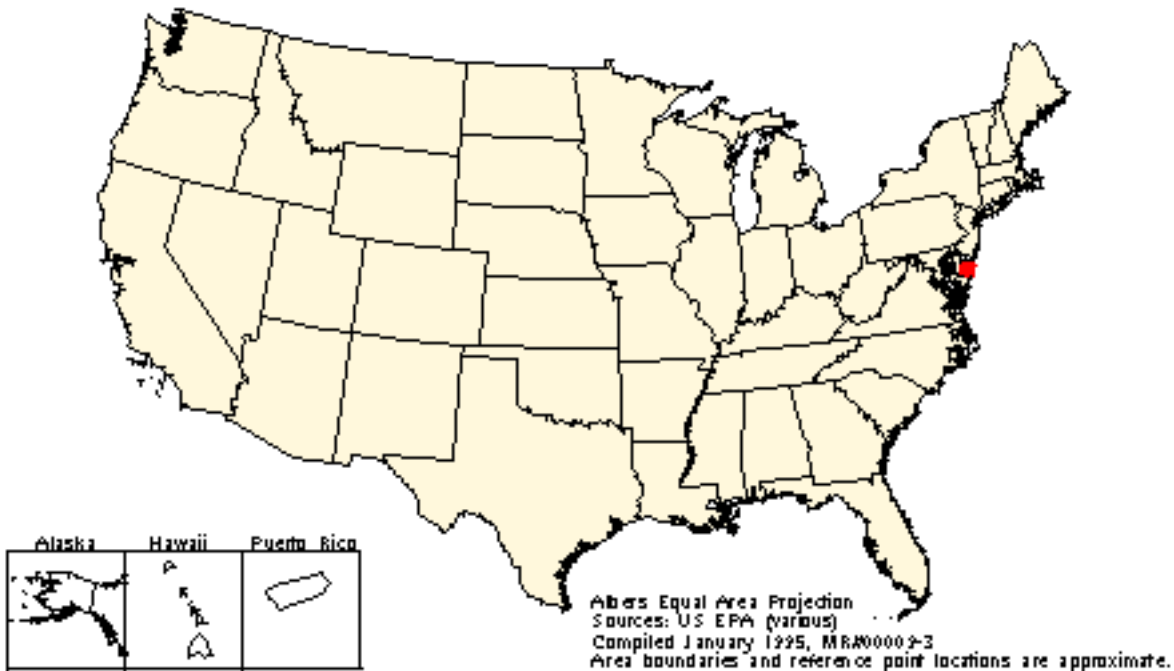 Alaska
Hawaii
Puerto Rico
Albers Equal Area Projection
Sources: US EPA (various)
Compiled January 1995, MR#00009-3
Area boundaries and reference point locations are approximate.